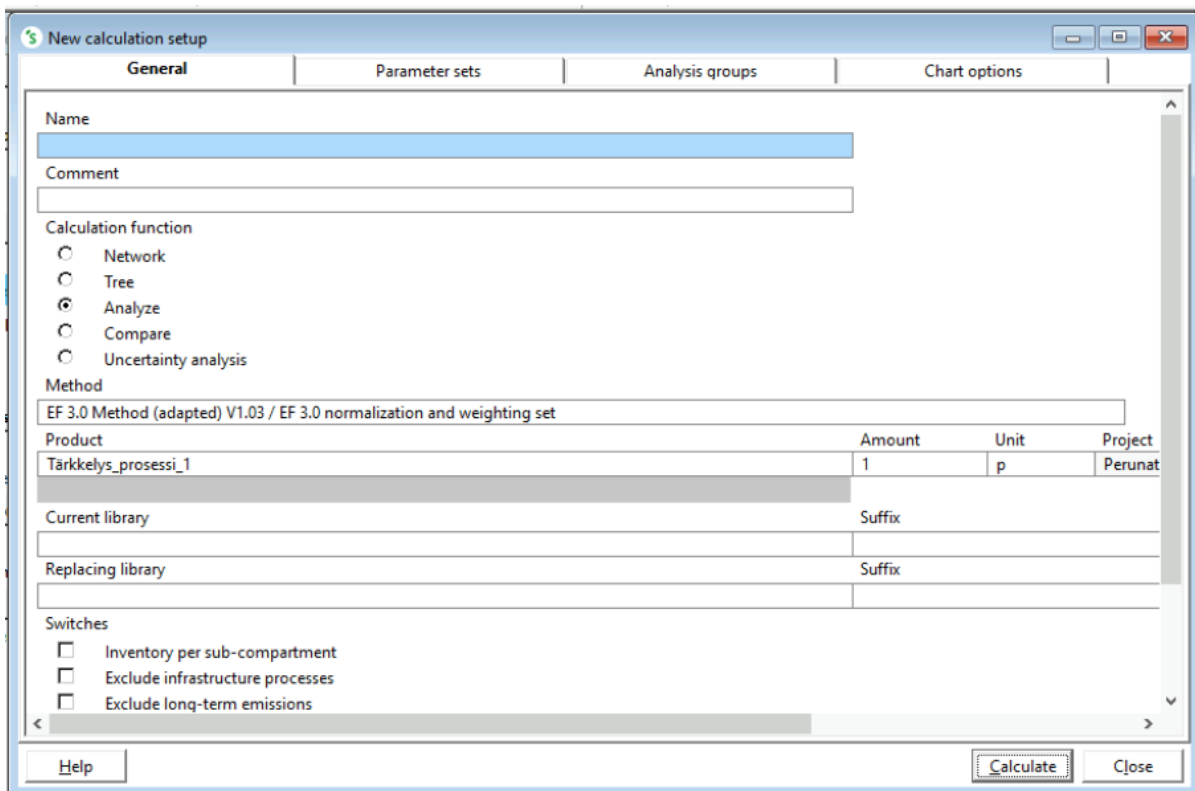 New calculation setup
General Parameter sets Analysis groups Chart options
Name
Comment
Calculation function
Network
Tree
Analyze
Compare
Uncertainty analysis
Method
EF 3.0 Method (adapted) V1.03 / EF 3.0 normalization and weighting set
Product Amount Unit Project
Tärkkelys_prosessi_1 1 p Perunat
Current library Suffix
Replacing library Suffix
Switches
Inventory per sub-compartment
Exclude infrastructure processes
Exclude long-term emissions
Help Calculate Close